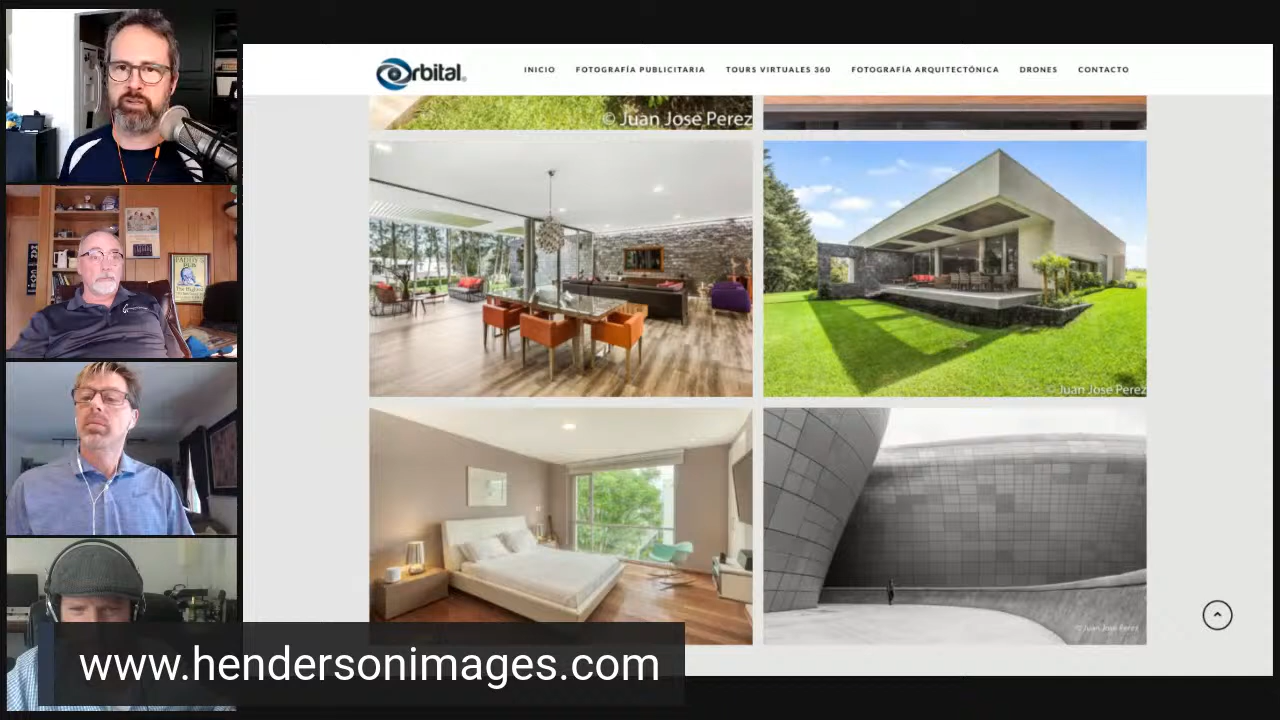 Orbital
INICIO
FOTOGRAFÍA PUBLICITARIA
TOURS VIRTUALES 360
FOTOGRAFÍA ARQUITECTÓNICA
DRONES
CONTACTO
© Juan Jose Perez
© Juan Jose Perez
© Juan Jose Perez
www.hendersonimages.com